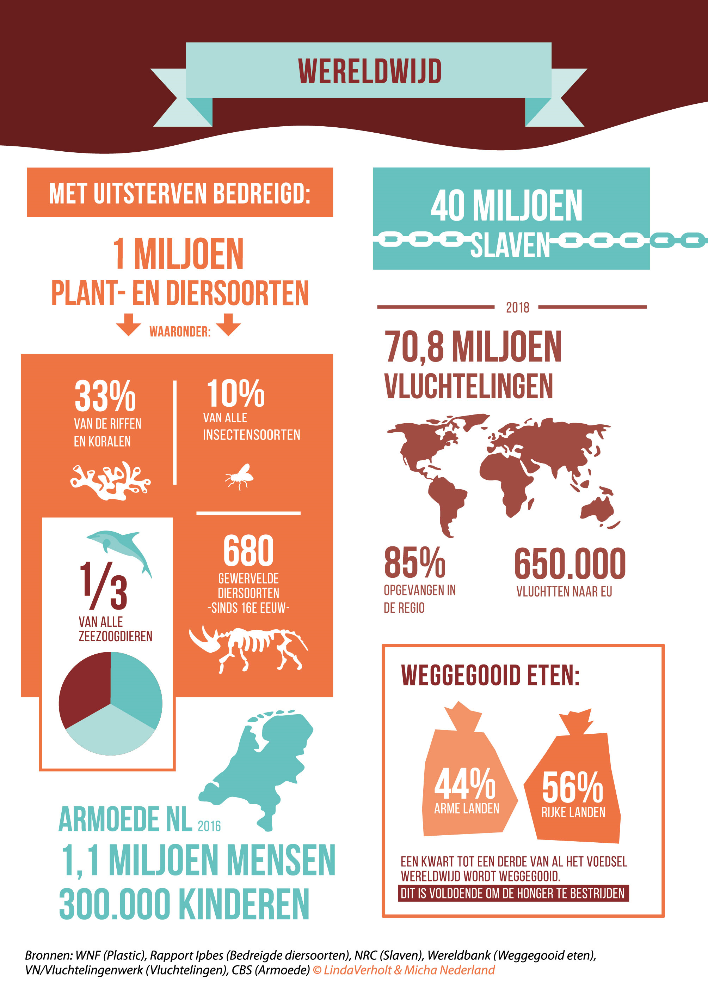 WERELDWIJD
MET UITSTERVEN BEDREIGD:
1 MILJOEN
PLANT- EN DIERSOORTEN
WAARONDER:
33%
VAN DE RIFFEN
EN KORALEN
10%
VAN ALLE
INSECTENSOORTEN
1/3
VAN ALLE
ZEEZOOGDIEREN
680
GEWERVELDE
DIERSOORTEN
-SINDS 16E EEUW-
ARMOEDE NL 2016
1,1 MILJOEN MENSEN
300.000 KINDEREN
40 MILJOEN
SLAVEN
2018
70,8 MILJOEN
VLUCHTELINGEN
85%
OPGEVANGEN IN
DE REGIO
650.000
VLUCHTTEN NAAR EU
WEGGEGOOID ETEN:
44%
ARME LANDEN
56%
RIJKE LANDEN
EEN KWART TOT EEN DERDE VAN AL HET VOEDSEL
WERELDWIJD WORDT WEGGEGOOID.
DIT IS VOLDOENDE OM DE HONGER TE BESTRIJDEN
Bronnen: WNF (Plastic), Rapport Ipbes (Bedreigde diersoorten), NRC (Slaven), Wereldbank (Weggegooid eten),
VN/Vluchtelingenwerk (Vluchtelingen), CBS (Armoede) © LindaVerholt & Micha Nederland